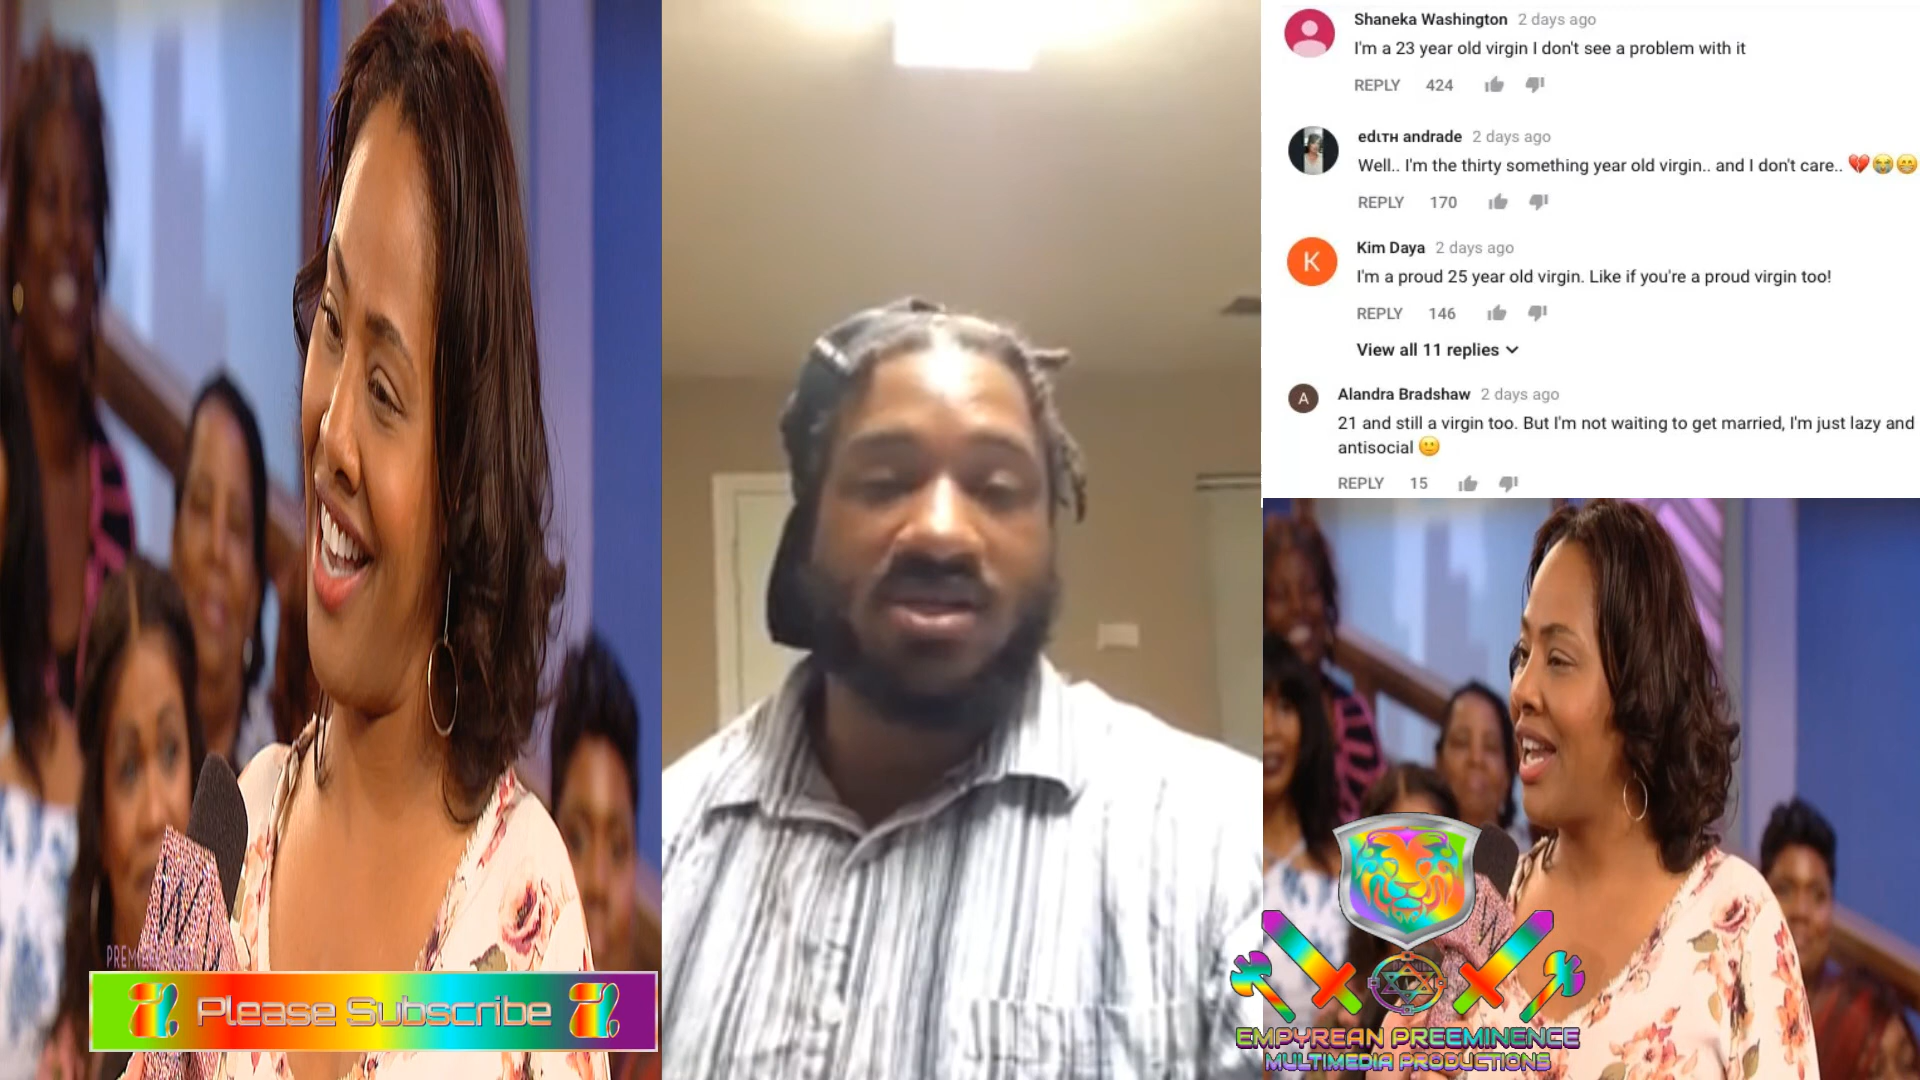 Shaneka Washington 2 days ago
I'm a 23 year old virgin I don't see a problem with it
REPLY 424
edιтн andrade 2 days ago
Well.. I'm the thirty something year old virgin.. and I don't care.. 💔😭😁
REPLY 170
K
Kim Daya 2 days ago
I'm a proud 25 year old virgin. Like if you're a proud virgin too!
REPLY 146
View all 11 replies
A
Alandra Bradshaw 2 days ago
21 and still a virgin too. But I'm not waiting to get married, I'm just lazy and
antisocial 😐
REPLY 15
Please Subscribe
EMPYREAN PREEMINENCE
MULTIMEDIA PRODUCTIONS